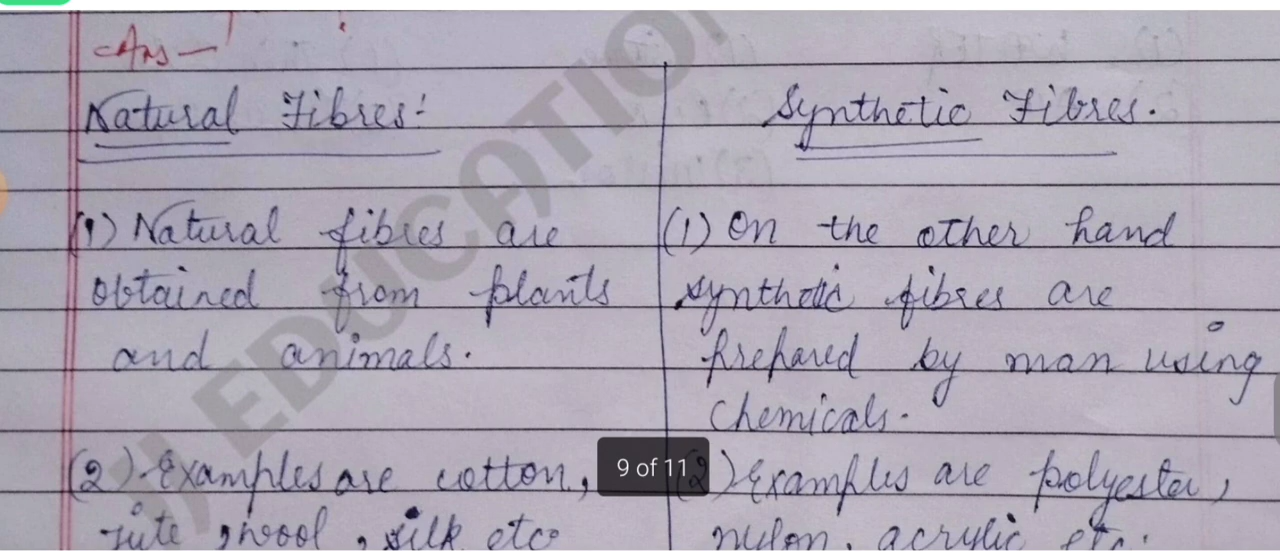 Ans –
Natural Fibres:
(1) Natural fibres are
obtained from plants
and animals.
(2) Examples are cotton,
jute, wool, silk etc
Synthetic Fibres.
(1) On the other hand
synthetic fibres are
prepared by man using
chemicals.
(2) Examples are polyester,
nylon, acrylic etc.
9 of 11
EDUCATION